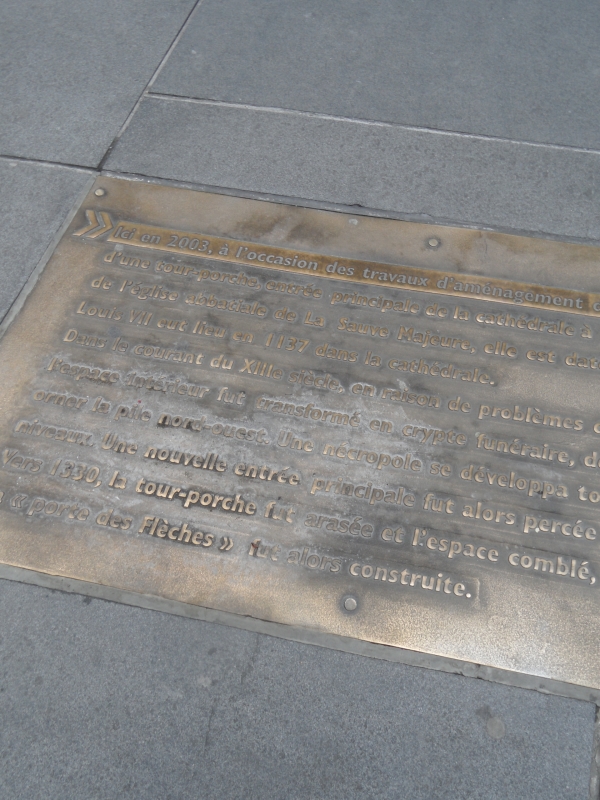 Ici en 2003, à l'occasion des travaux d'aménagement
d'une tour-porche, entrée principale de la cathédrale à
de l'église abbatiale de La Sauve Majeure, elle est dat
Louis VII eut lieu en 1137 dans la cathédrale.
Dans le courant du XIIIe siècle, en raison de problèmes
l'espace intérieur fut transformé en crypte funéraire, d
orner la pile nord-ouest. Une nécropole se développa to
niveaux. Une nouvelle entrée principale fut alors percée
Vers 1330, la tour-porche fut arasée et l'espace comblé,
« porte des Flèches » fut alors construite.